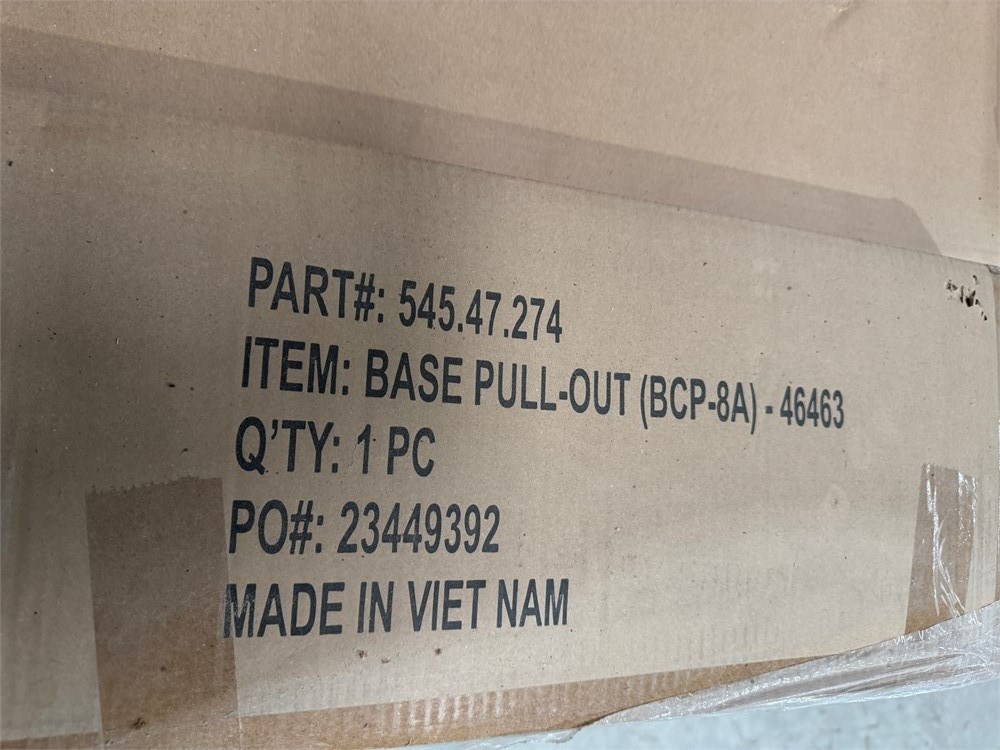 PART#: 545.47.274
ITEM: BASE PULL-OUT (BCP-8A) - 46463
Q'TY: 1 PC
PO#: 23449392
MADE IN VIET NAM